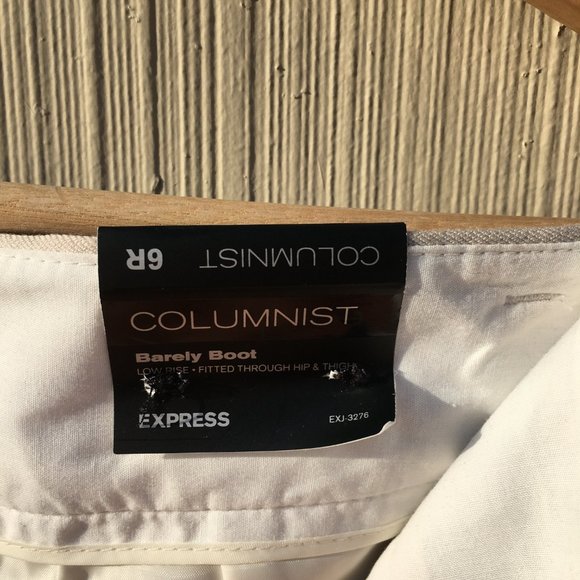 6R COLUMNIST
COLUMNIST
Barely Boot
LOW RISE • FITTED THROUGH HIP & THIGH
EXPRESS
EXJ-3276